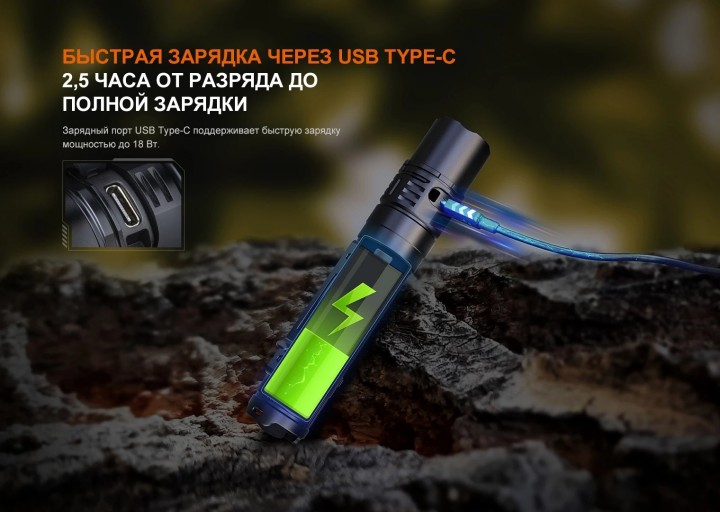 БЫСТРАЯ ЗАРЯДКА ЧЕРЕЗ USB TYPE-C
2,5 ЧАСА ОТ РАЗРЯДА ДО
ПОЛНОЙ ЗАРЯДКИ
Зарядный порт USB Type-C поддерживает быструю зарядку
мощностью до 18 Вт.